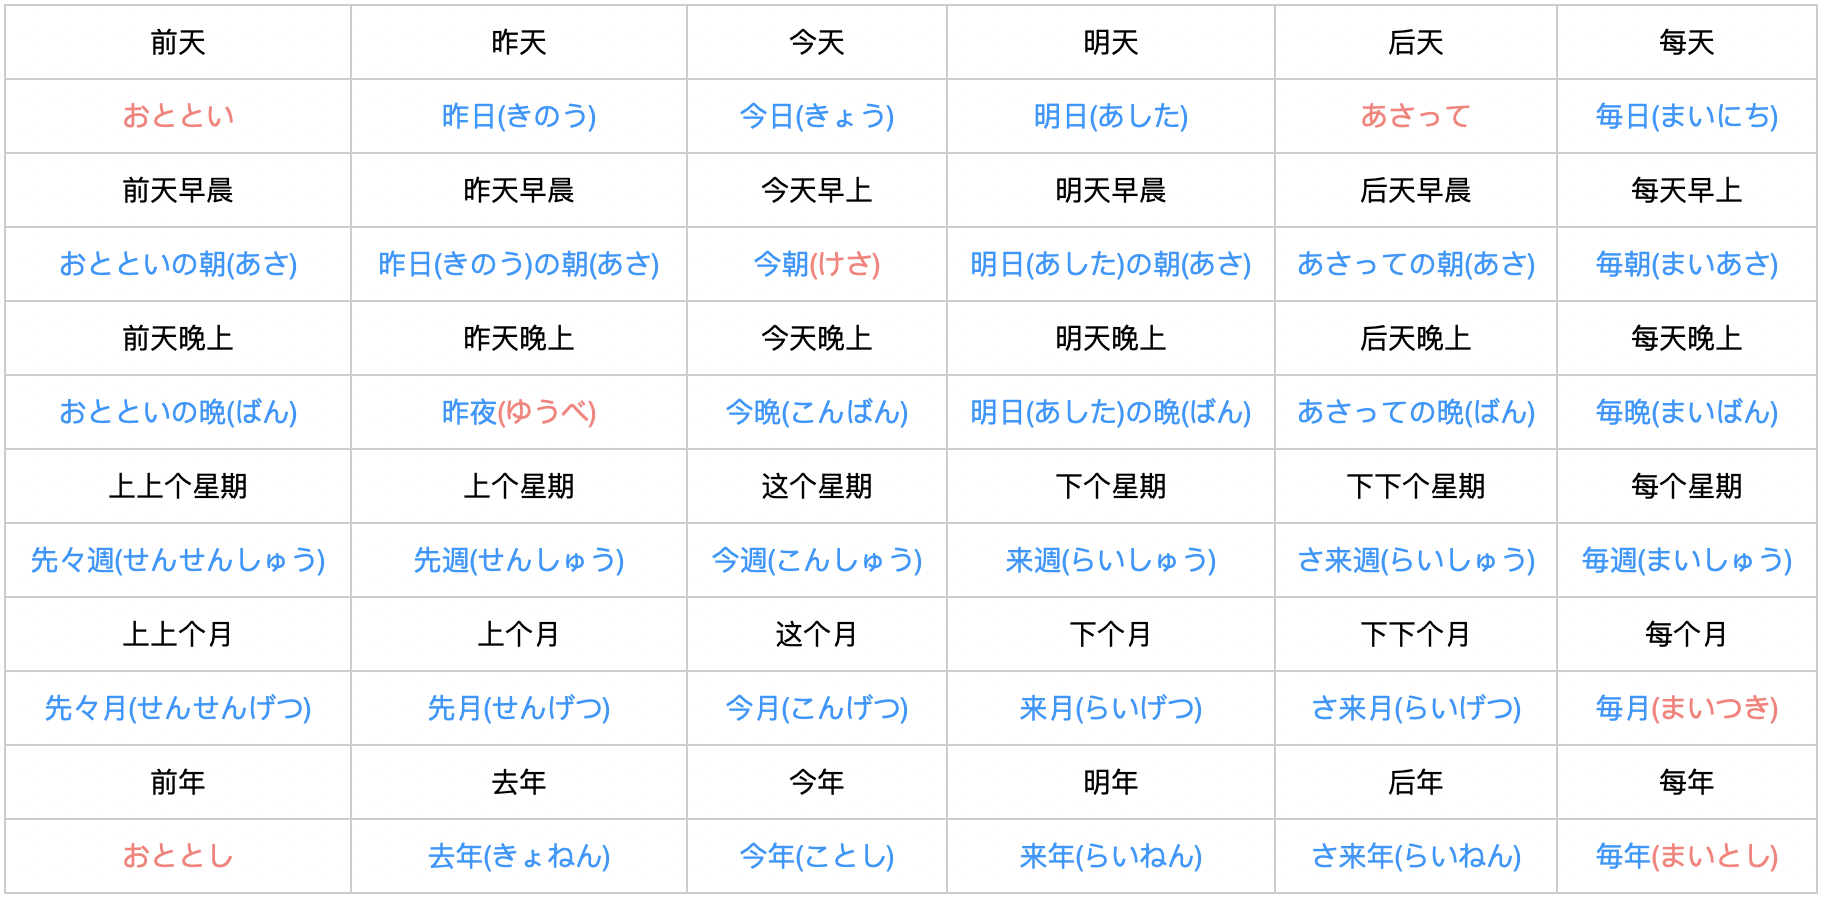 前天 昨天 今天 明天 后天 每天
おととい 昨日(きのう) 今日(きょう) 明日(あした) あさって 毎日(まいにち)
前天早晨 昨天早晨 今天早上 明天早晨 后天早晨 每天早上
おとといの朝(あさ) 昨日(きのう)の朝(あさ) 今朝(けさ) 明日(あした)の朝(あさ) あさっての朝(あさ) 毎朝(まいあさ)
前天晚上 昨天晚上 今天晚上 明天晚上 后天晚上 每天晚上
おとといの晩(ばん) 昨夜(ゆうべ) 今晩(こんばん) 明日(あした)の晩(ばん) あさっての晩(ばん) 毎晩(まいばん)
上上个星期 上个星期 这个星期 下个星期 下下个星期 每个星期
先々週(せんせんしゅう) 先週(せんしゅう) 今週(こんしゅう) 来週(らいしゅう) さ来週(らいしゅう) 毎週(まいしゅう)
上上个月 上个月 这个月 下个月 下下个月 每个月
先々月(せんせんげつ) 先月(せんげつ) 今月(こんげつ) 来月(らいげつ) さ来月(らいげつ) 毎月(まいつき)
前年 去年 今年 明年 后年 每年
おととし 去年(きょねん) 今年(ことし) 来年(らいねん) さ来年(らいねん) 毎年(まいとし)